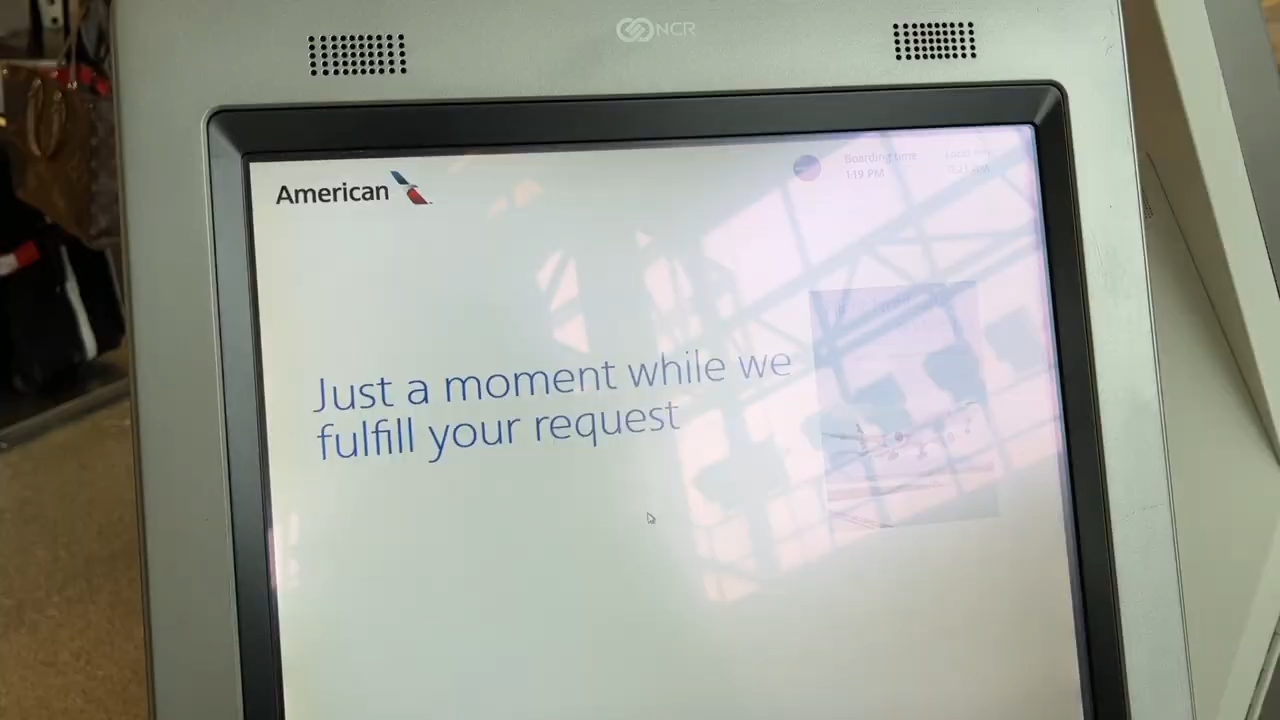 NCR
American
Boarding time
1:19 PM
Just a moment while we
fulfill your request